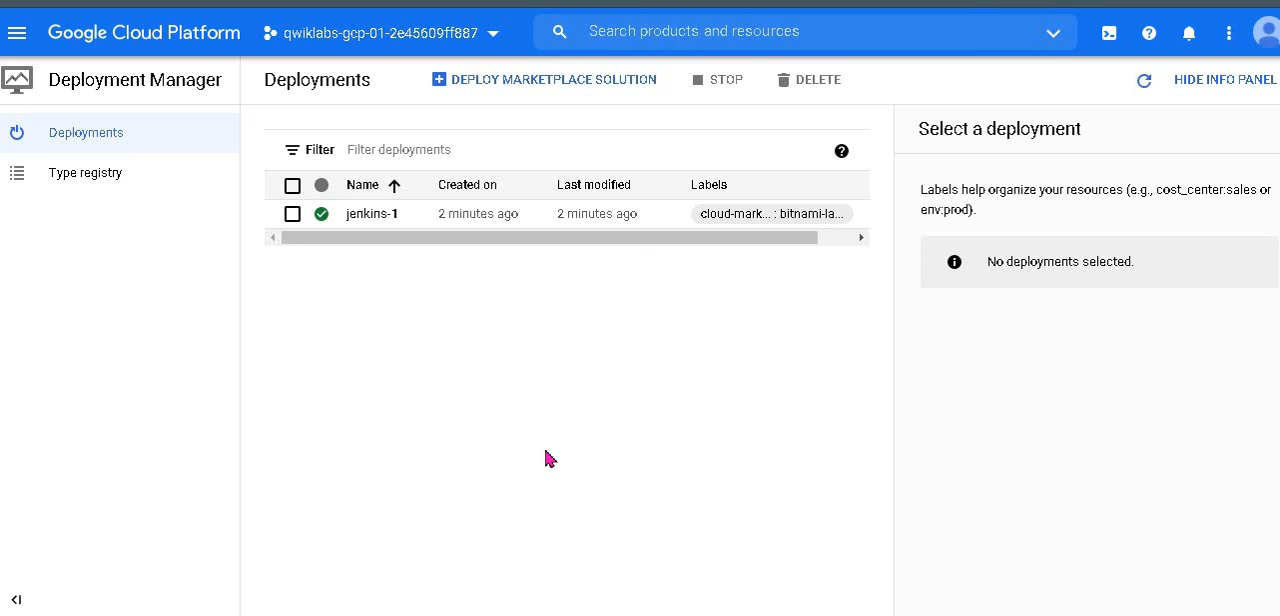 Google Cloud Platform qwiklabs-gcp-01-2e45609ff887 Search products and resources
Deployment Manager
Deployments
Type registry
Deployments DEPLOY MARKETPLACE SOLUTION STOP DELETE HIDE INFO PANEL
Filter Filter deployments
Name Created on Last modified Labels
jenkins-1 2 minutes ago 2 minutes ago cloud-mark... : bitnami-la...
Select a deployment
Labels help organize your resources (e.g., cost_center:sales or
env:prod).
No deployments selected.